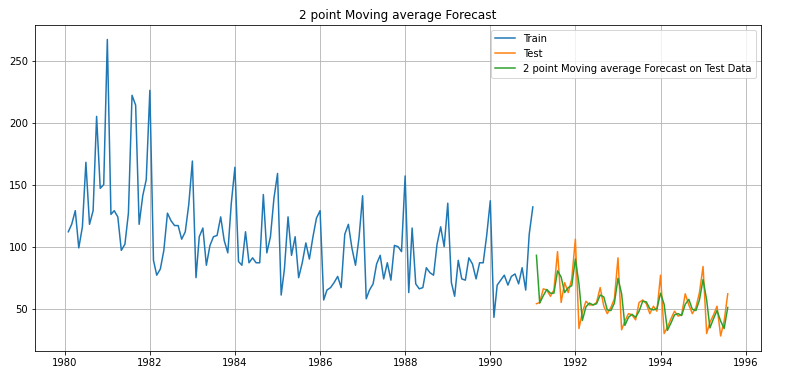 2 point Moving average Forecast
Train
Test
2 point Moving average Forecast on Test Data
250
200
150
100
50
1980 1982 1984 1986 1988 1990 1992 1994 1996